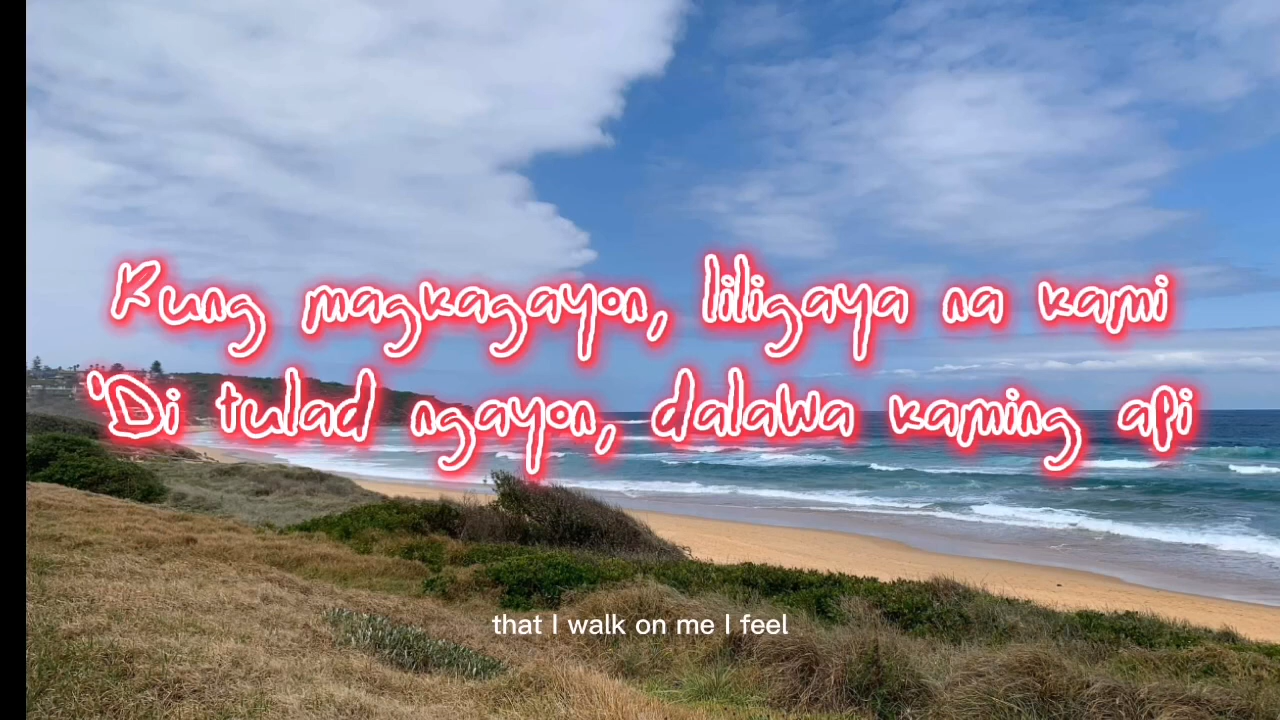 Kung magkagayon, liligaya na kami
'Di tulad ngayon, dalawa kaming api
that I walk on me I feel